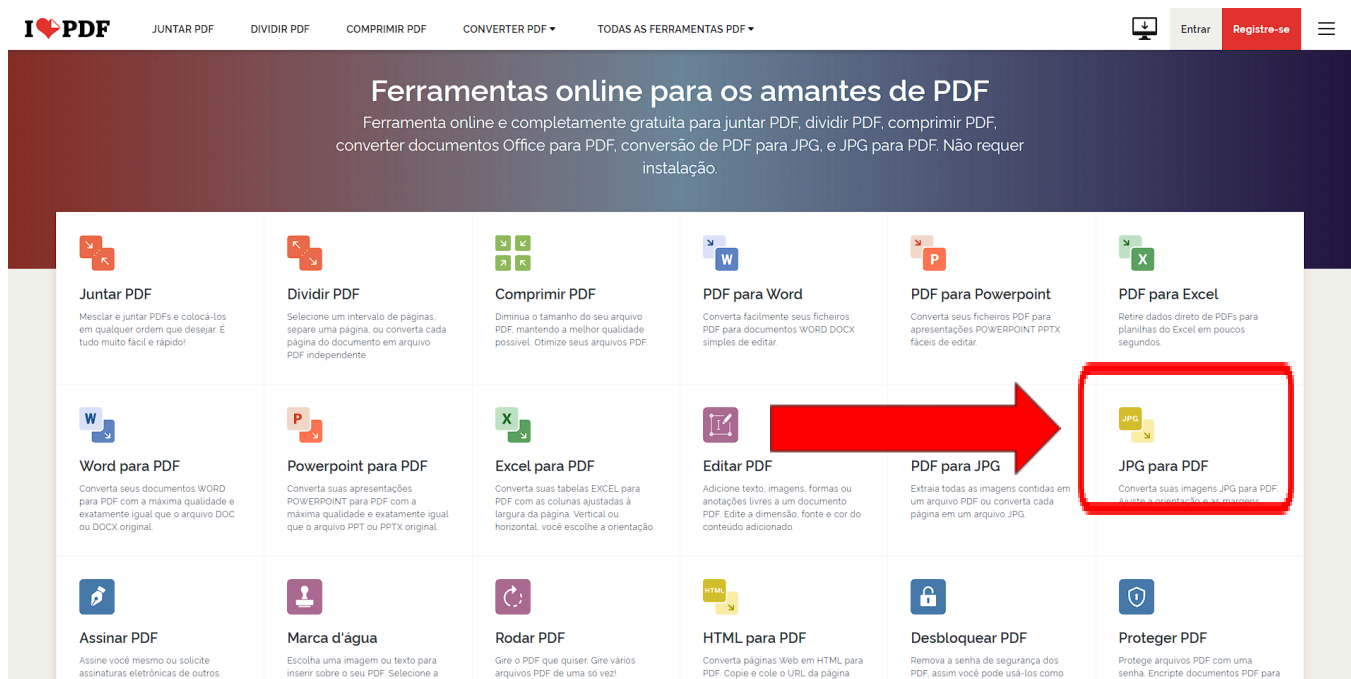 I PDF
JUNTAR PDF
DIVIDIR PDF
COMPRIMIR PDF
CONVERTER PDF
TODAS AS FERRAMENTAS PDF
Entrar
Registre-se
Ferramentas online para os amantes de PDF
Ferramenta online e completamente gratuita para juntar PDF, dividir PDF, comprimir PDF,
converter documentos Office para PDF, conversão de PDF para JPG, e JPG para PDF. Não requer
instalação.
Juntar PDF
Mesclar e juntar PDFs e colocá-los
em qualquer ordem que desejar. É
tudo muito fácil e rápido!
Dividir PDF
Selecione um intervalo de páginas,
separe uma página, ou converta cada
página do documento em arquivo
PDF independente.
Comprimir PDF
Diminua o tamanho do seu arquivo
PDF, mantendo a melhor qualidade
possível. Otimize seus arquivos PDF.
W
PDF para Word
Converta facilmente seus ficheiros
PDF para documentos WORD DOCX
simples de editar.
P
PDF para Powerpoint
Converta seus ficheiros PDF para
apresentações POWERPOINT PPTX
fáceis de editar.
X
PDF para Excel
Retire dados direto de PDFs para
planilhas do Excel em poucos
segundos.
W
Word para PDF
Converta seus documentos WORD
para PDF com a máxima qualidade e
exatamente igual que o arquivo DOC
ou DOCX original.
P
Powerpoint para PDF
Converta suas apresentações
POWERPOINT para PDF com a
máxima qualidade e exatamente igual
que o arquivo PPT ou PPTX original.
X
Excel para PDF
Converta suas tabelas EXCEL para
PDF com as colunas ajustadas à
largura da página. Vertical ou
horizontal, você escolhe a orientação.
Editar PDF
Adicione texto, imagens, formas ou
anotações livres a um documento
PDF. Edite a dimensão, fonte e cor do
conteúdo adicionado.
PDF para JPG
Extraia todas as imagens contidas em
um arquivo PDF ou converta cada
página em um arquivo JPG.
JPG
JPG para PDF
Converta suas imagens JPG para PDF.
Ajuste a orientação e as margens.
Assinar PDF
Assine você mesmo ou solicite
assinaturas eletrônicas de outros.
Marca d'água
Escolha uma imagem ou texto para
inserir sobre o seu PDF. Selecione a
Rodar PDF
Gire o PDF que quiser. Gire vários
arquivos PDF de uma só vez!
HTML
HTML para PDF
Converta páginas Web em HTML para
PDF. Copie e cole o URL da página
Desbloquear PDF
Remova a senha de segurança dos
PDF, assim você pode usá-los como
Proteger PDF
Protege arquivos PDF com uma
senha. Encripte documentos PDF para